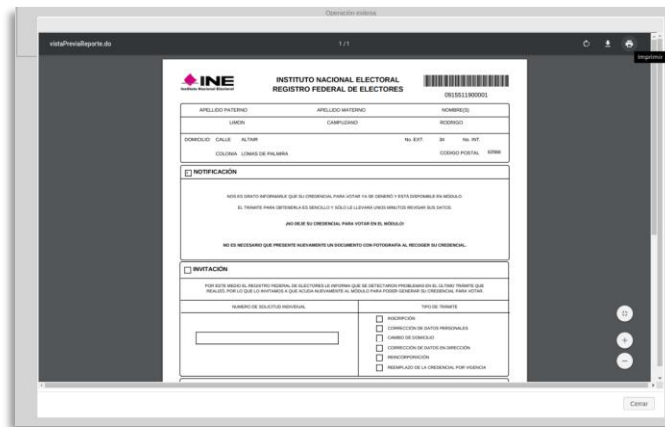 Operación exitosa
vistaPreviaReporte.do
1 / 1
Imprimir
INE
Instituto Nacional Electoral
INSTITUTO NACIONAL ELECTORAL
REGISTRO FEDERAL DE ELECTORES
0915511900001
APELLIDO PATERNO APELLIDO MATERNO NOMBRE(S)
LIMON CAMPUZANO RODRIGO
DOMICILIO CALLE ALTAIR No. EXT. 34 No. INT.
COLONIA LOMAS DE PALMIRA CODIGO POSTAL
NOTIFICACIÓN
NOS ES GRATO INFORMARLE QUE SU CREDENCIAL PARA VOTAR YA SE GENERÓ Y ESTÁ DISPONIBLE EN MÓDULO.
EL TRÁMITE PARA OBTENERLA ES SENCILLO Y SÓLO LE LLEVARÁ UNOS MINUTOS REVISAR SUS DATOS.
¡NO DEJE SU CREDENCIAL PARA VOTAR EN EL MÓDULO!
NO ES NECESARIO QUE PRESENTE NUEVAMENTE UN DOCUMENTO CON FOTOGRAFÍA AL RECOGER SU CREDENCIAL.
INVITACIÓN
POR ESTE MEDIO EL REGISTRO FEDERAL DE ELECTORES LE INFORMA QUE SE DETECTARON PROBLEMAS EN EL ÚLTIMO TRÁMITE QUE
REALIZÓ, POR LO QUE LO INVITAMOS A QUE ACUDA NUEVAMENTE AL MÓDULO PARA PODER GENERAR SU CREDENCIAL PARA VOTAR.
NUMERO DE SOLICITUD INDIVIDUAL TIPO DE TRAMITE
INSCRIPCIÓN
CORRECCIÓN DE DATOS PERSONALES
CAMBIO DE DOMICILIO
CORRECCIÓN DE DATOS EN DIRECCIÓN
REINCORPORACIÓN
REEMPLAZO DE LA CREDENCIAL POR VIGENCIA
Cerrar